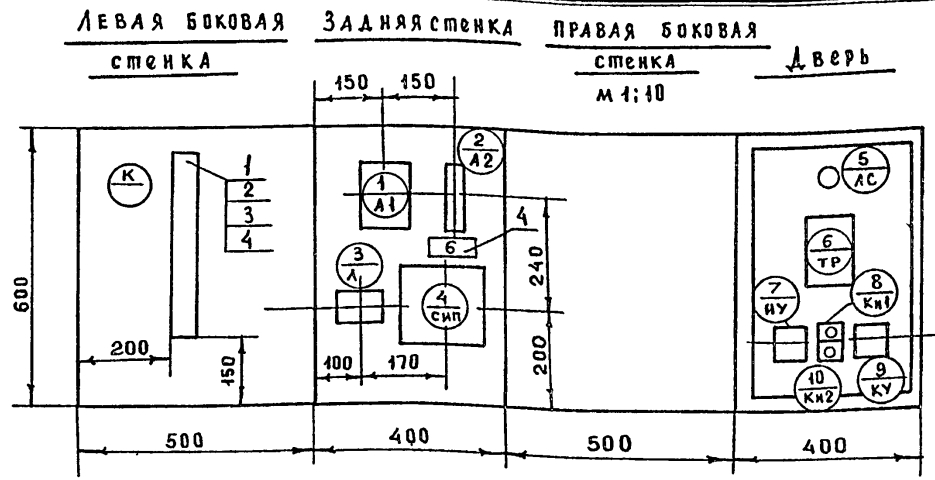 ЛЕВАЯ БОКОВАЯ
СТЕНКА
ЗАДНЯЯ СТЕНКА
ПРАВАЯ БОКОВАЯ
СТЕНКА
М 1:10
ДВЕРЬ
150
150
К
1
2
3
4
1
А1
2
А2
4
6
3
Л
4
СИП
5
ЛС
6
ТР
7
ИУ
8
Кн1
9
КУ
10
Кн2
600
200
150
100
170
240
200
500
400
500
400